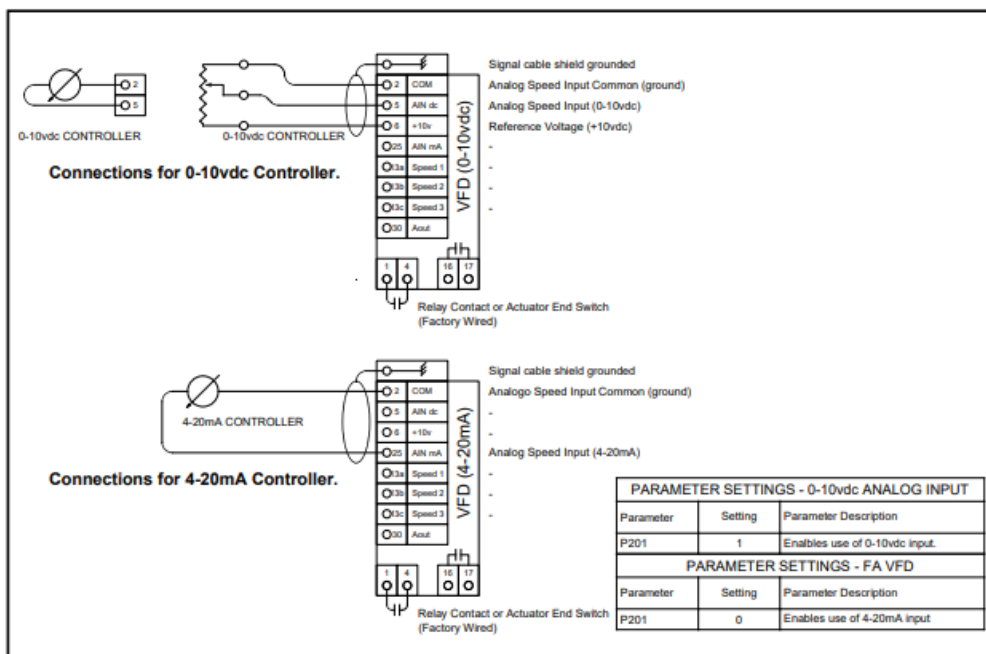 Signal cable shield grounded
2 COM Analog Speed Input Common (ground)
5 AIN dc Analog Speed Input (0-10vdc)
6 +10v Reference Voltage (+10vdc)
25 AIN mA -
13a Speed 1 -
13b Speed 2 -
13c Speed 3 -
30 Aout
VFD (0-10vdc)
2
5
0-10vdc CONTROLLER
0-10vdc CONTROLLER
Connections for 0-10vdc Controller.
1 4 16 17
Relay Contact or Actuator End Switch
(Factory Wired)
Signal cable shield grounded
2 COM Analogo Speed Input Common (ground)
5 AIN dc -
6 +10v -
25 AIN mA Analog Speed Input (4-20mA)
13a Speed 1 -
13b Speed 2 -
13c Speed 3 -
30 Aout
VFD (4-20mA)
4-20mA CONTROLLER
Connections for 4-20mA Controller.
1 4 16 17
Relay Contact or Actuator End Switch
(Factory Wired)
PARAMETER SETTINGS - 0-10vdc ANALOG INPUT
Parameter Setting Parameter Description
P201 1 Enalbles use of 0-10vdc input.
PARAMETER SETTINGS - FA VFD
Parameter Setting Parameter Description
P201 0 Enables use of 4-20mA input